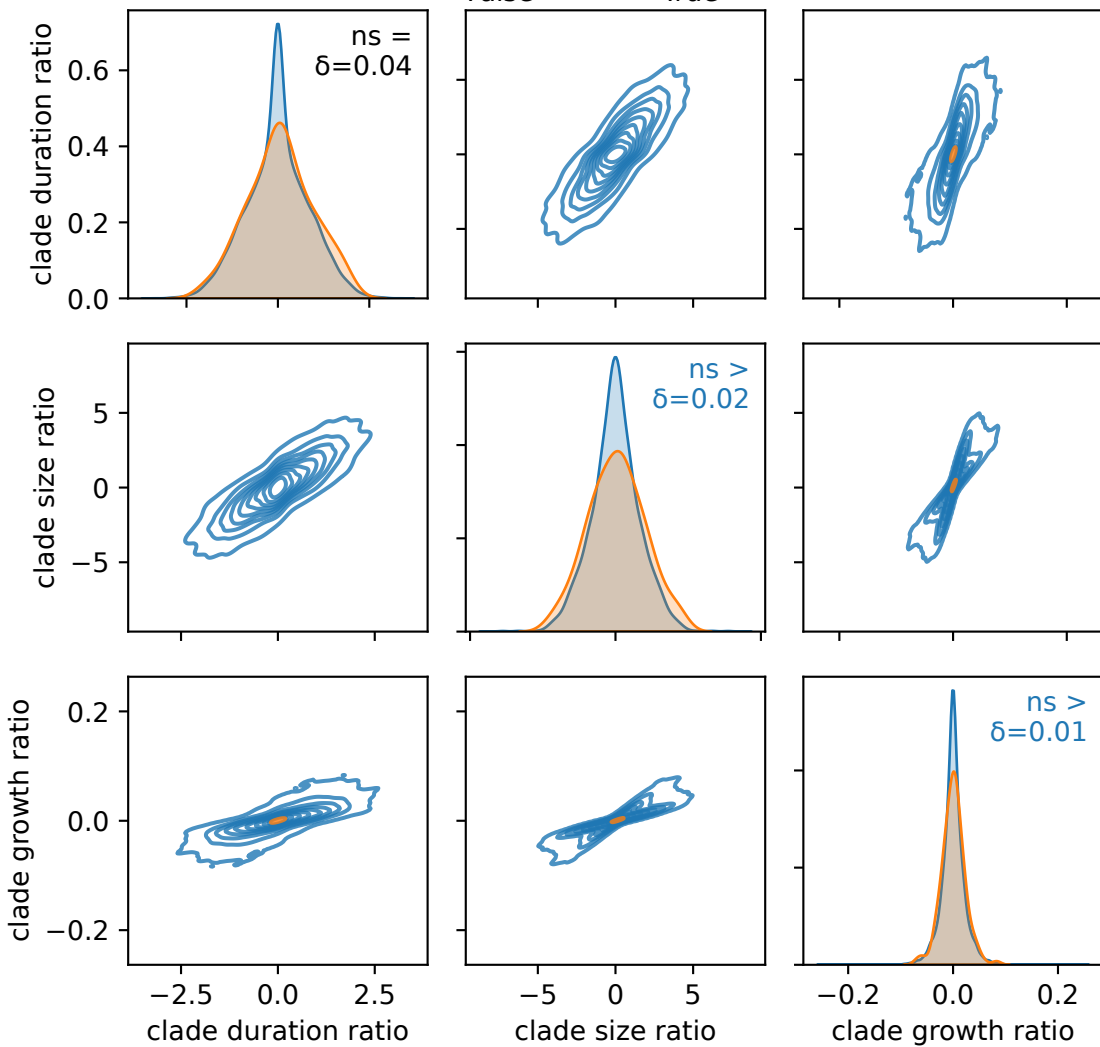 False True
clade duration ratio
0.6
0.4
0.2
0.0
ns =
δ=0.04
clade size ratio
5
0
−5
ns >
δ=0.02
clade growth ratio
0.2
0.0
−0.2
ns >
δ=0.01
−2.5 0.0 2.5
−5 0 5
−0.2 0.0 0.2
clade duration ratio
clade size ratio
clade growth ratio